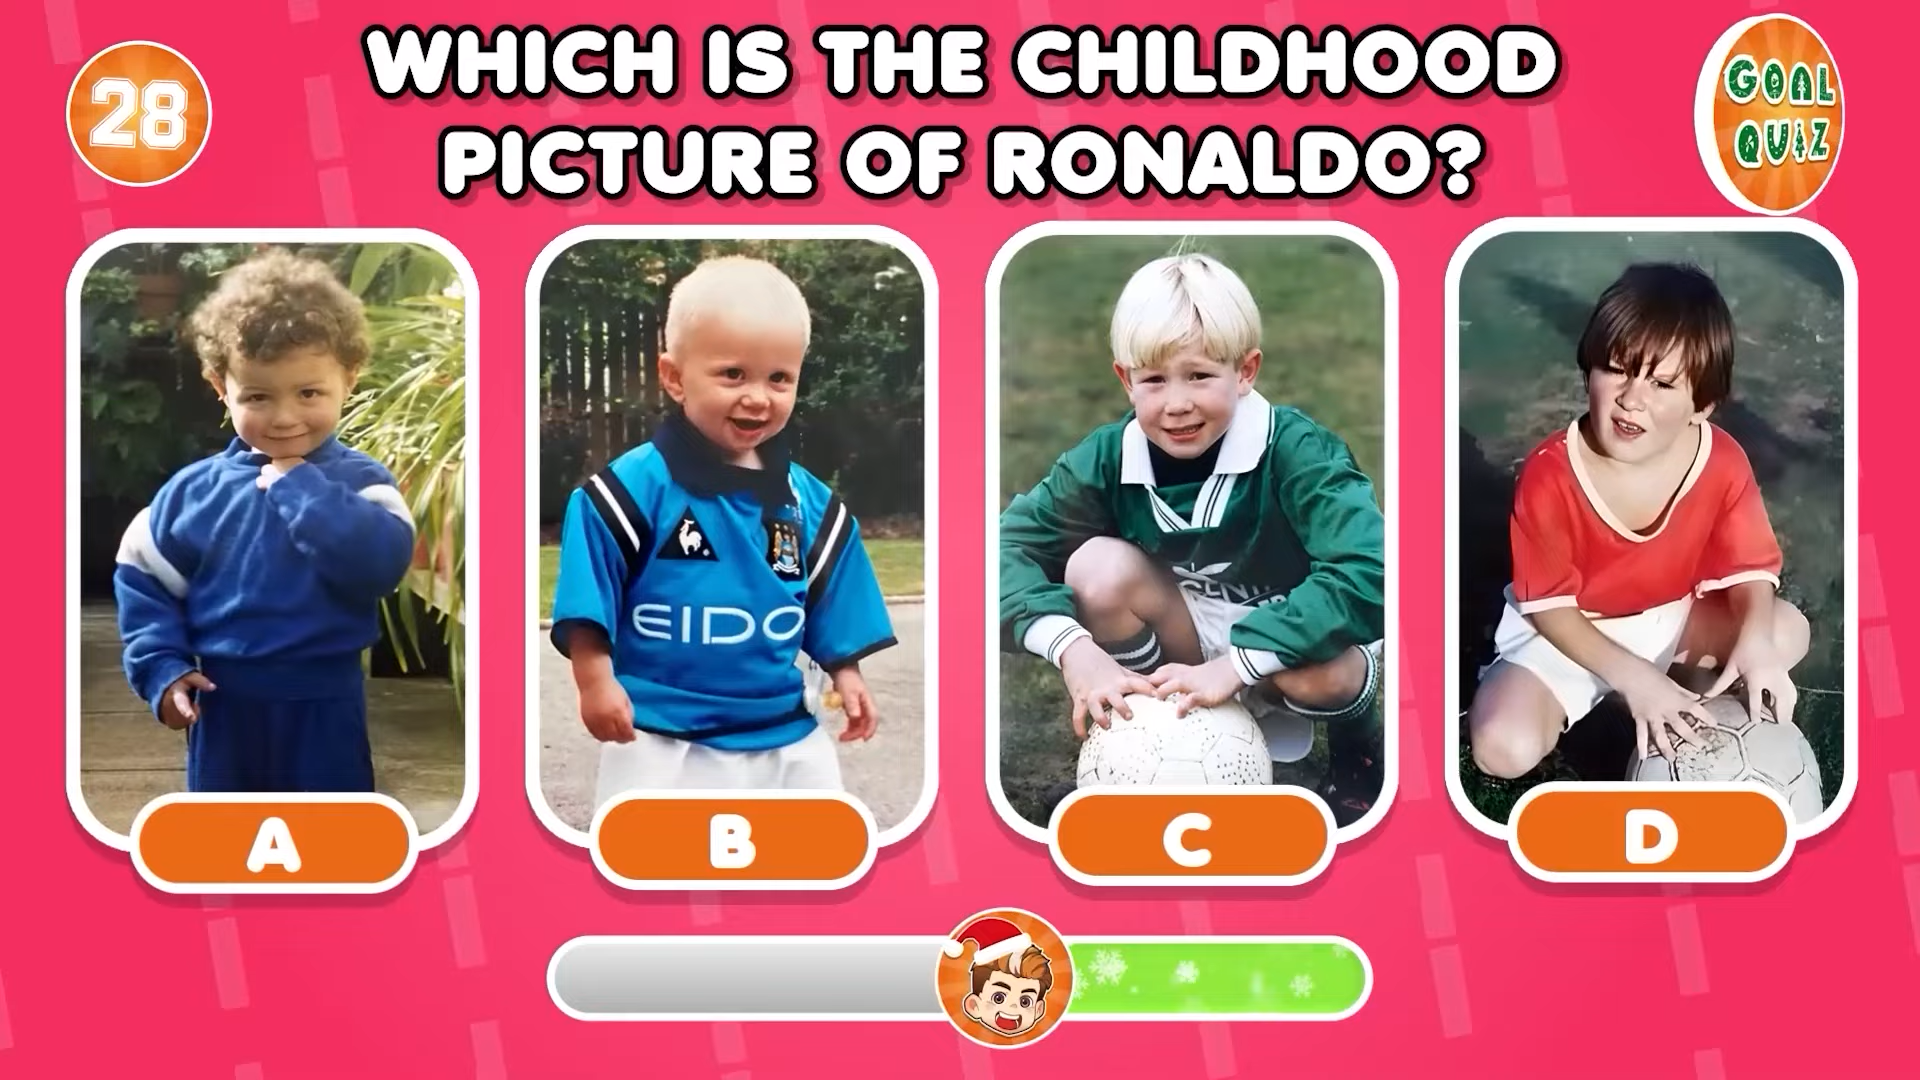 28
WHICH IS THE CHILDHOOD
PICTURE OF RONALDO?
GOAL
QUIZ
EIDO
A
B
C
D